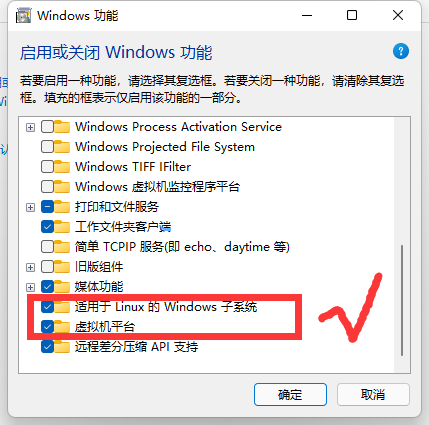 Windows 功能
启用或关闭 Windows 功能
若要启用一种功能，请选择其复选框。若要关闭一种功能，请清除其复选
框。填充的框表示仅启用该功能的一部分。
Windows Process Activation Service
Windows Projected File System
Windows TIFF IFilter
Windows 虚拟机监控程序平台
打印和文件服务
工作文件夹客户端
简单 TCPIP 服务(即 echo、daytime 等)
旧版组件
媒体功能
适用于 Linux 的 Windows 子系统
虚拟机平台
远程差分压缩 API 支持
确定
取消